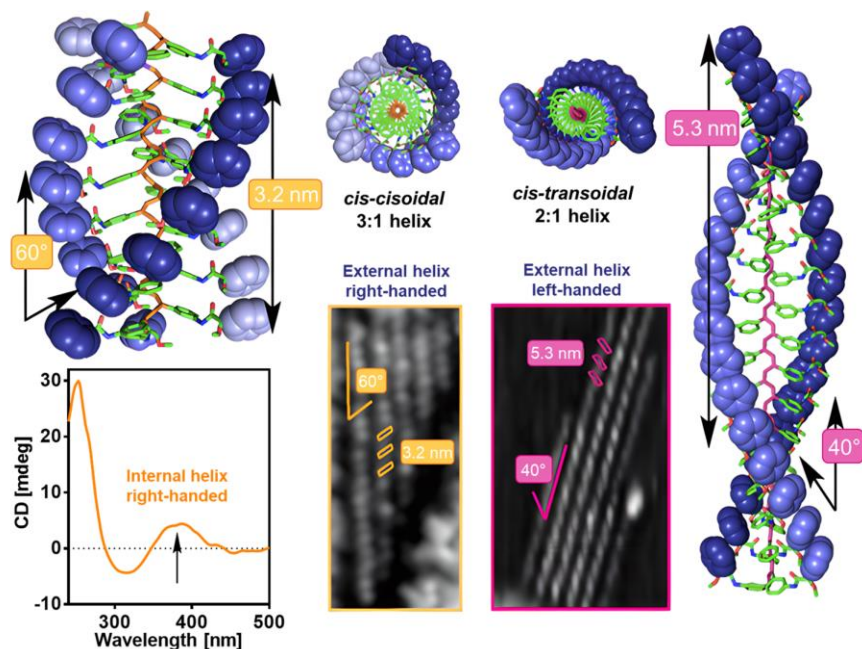 60°
3.2 nm
cis-cisoidal
3:1 helix
cis-transoidal
2:1 helix
5.3 nm
40°
External helix
right-handed
External helix
left-handed
60°
3.2 nm
5.3 nm
40°
CD [mdeg]
30
20
10
0
-10
Internal helix
right-handed
300
400
500
Wavelength [nm]